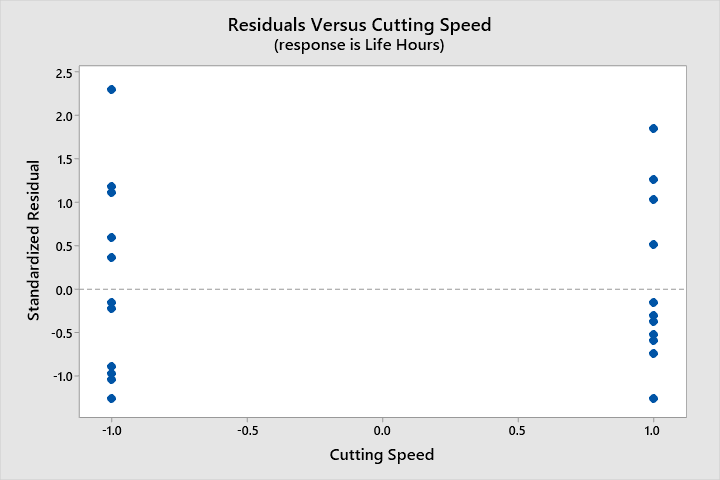 Residuals Versus Cutting Speed
(response is Life Hours)
2.5
2.0
1.5
1.0
0.5
0.0
-0.5
-1.0
Standardized Residual
-1.0 -0.5 0.0 0.5 1.0
Cutting Speed